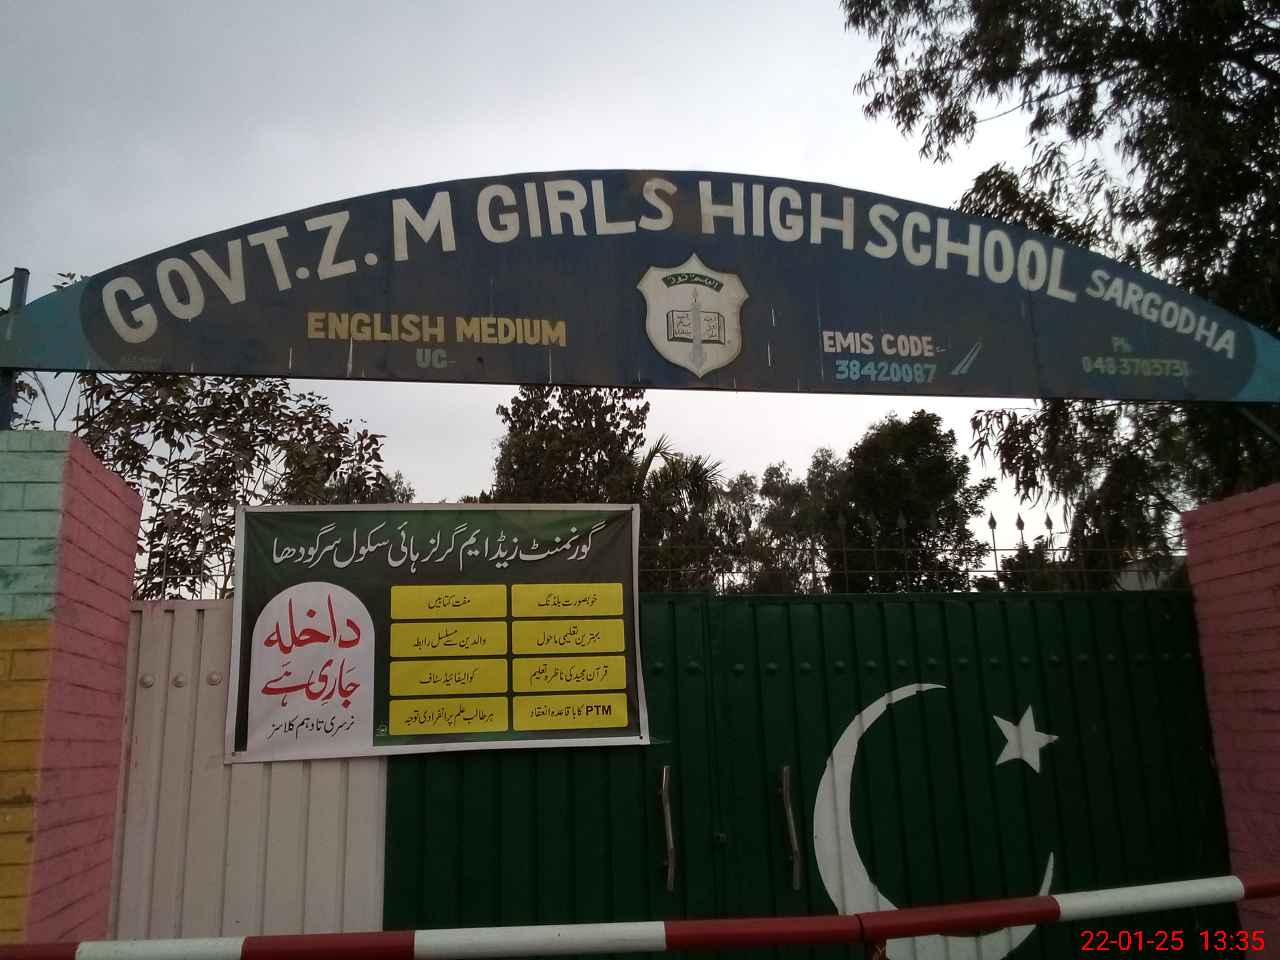 GOVT.Z.M GIRLS HIGH SCHOOL SARGODHA
ENGLISH MEDIUM
UC-
EMIS CODE:-
38420087
Ph
گورنمنٹ زیڈ ایم گرلز ہائی سکول سرگودھا
داخلہ
جاری ہے
نرسری تا دہم کلاسز
خوبصورت بلڈنگ
مفت کتابیں
بہترین تعلیمی ماحول
والدین سے مسلسل رابطہ
قرآن مجید کی ناظرہ تعلیم
کوالیفائیڈ سٹاف
PTM کا باقاعدہ انعقاد
ہر طالب علم پر انفرادی توجہ
22-01-25 13:35